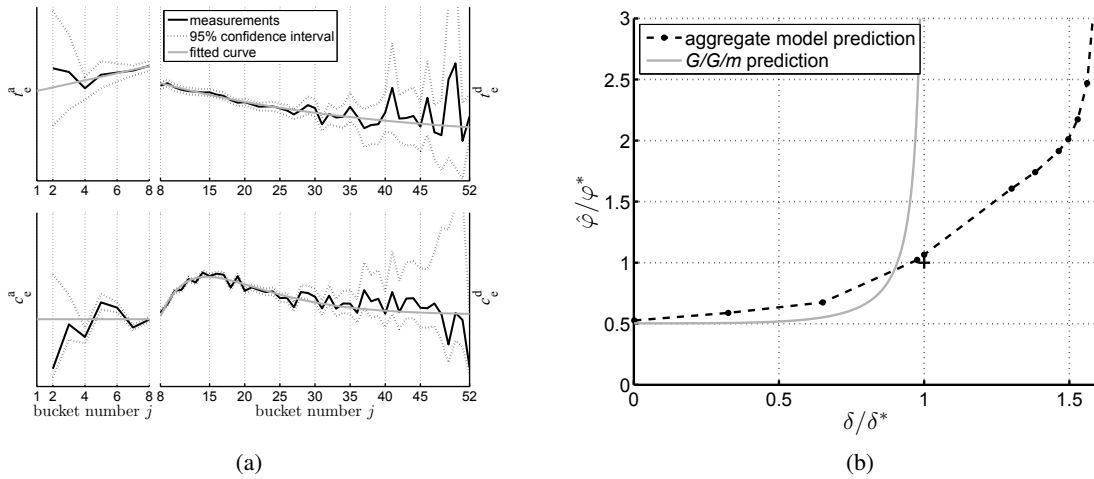 measurements
95% confidence interval
fitted curve
t_e^a
t_e^d
1 2 4 6 8 8 15 20 25 30 35 40 45 52
c_e^a
c_e^d
1 2 4 6 8 8 15 20 25 30 35 40 45 52
bucket number j bucket number j
(a)
aggregate model prediction
G/G/m prediction
3
2.5
2
1.5
1
0.5
0
φ̂/φ*
0 0.5 1 1.5
δ/δ*
(b)